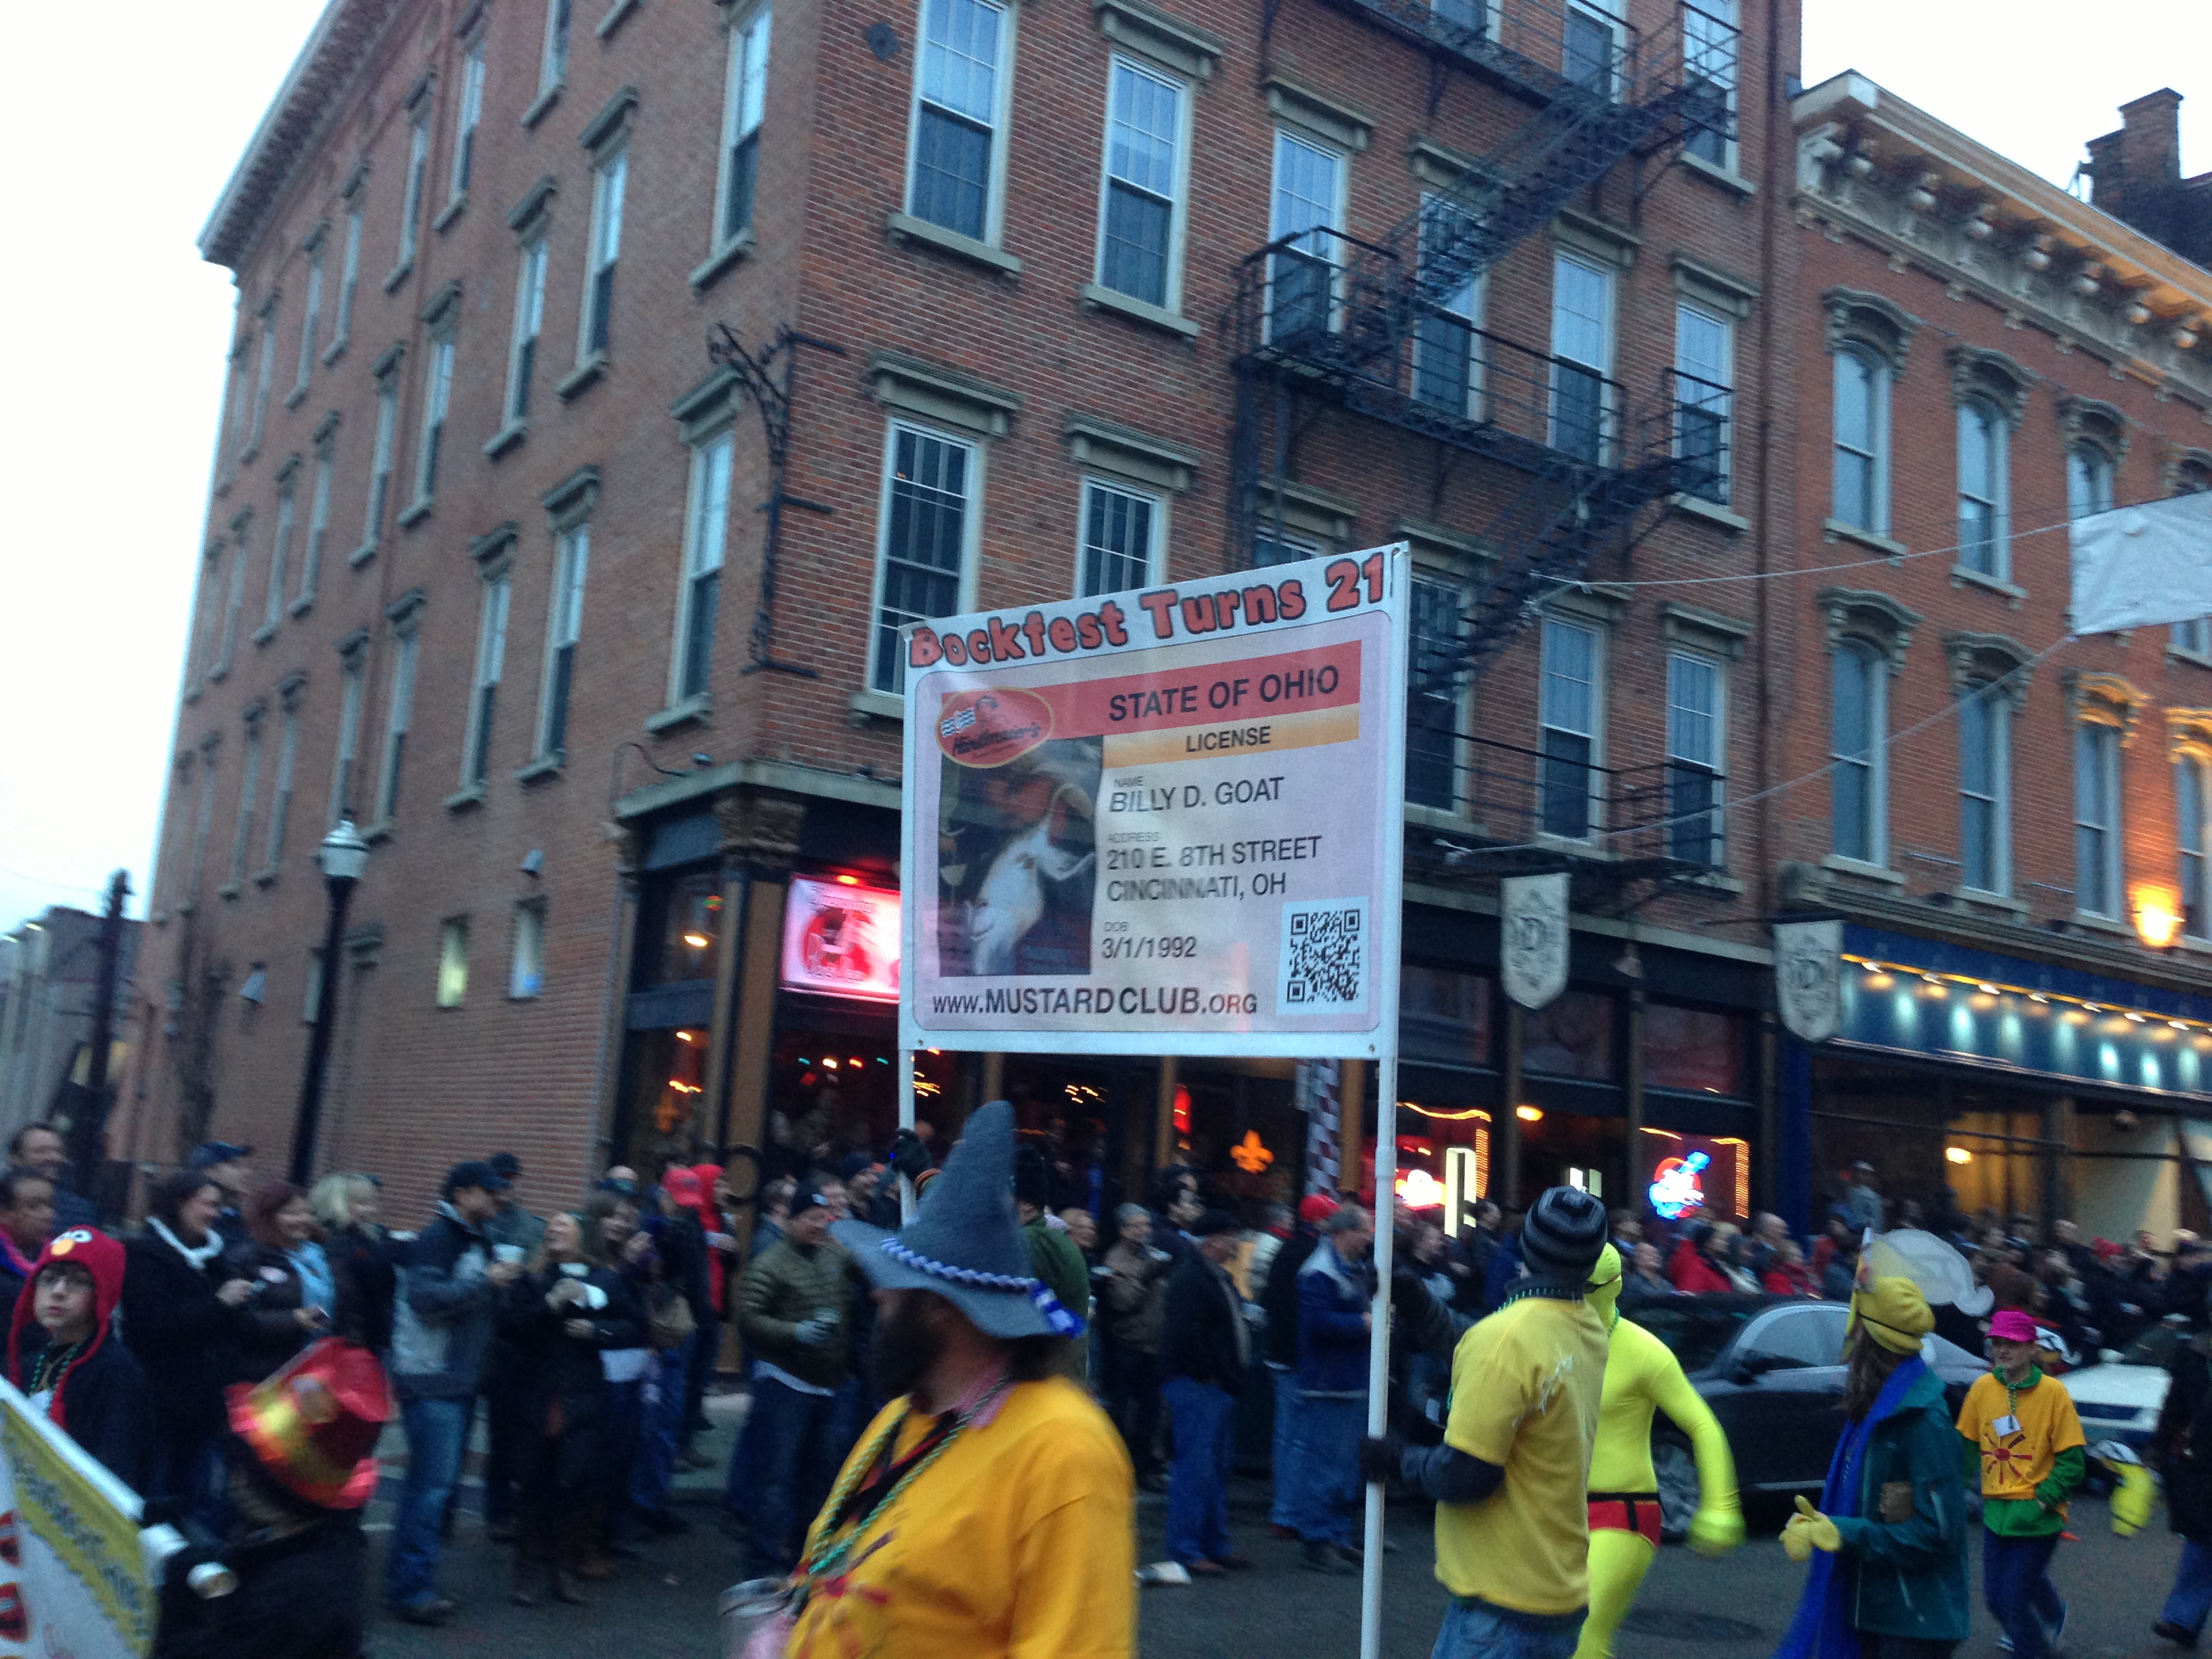 Bockfest Turns 21
STATE OF OHIO
LICENSE
NAME
BILLY D. GOAT
ADDRESS
210 E. 8TH STREET
CINCINNATI, OH
DOB
3/1/1992
www.MUSTARDCLUB.ORG
D
D